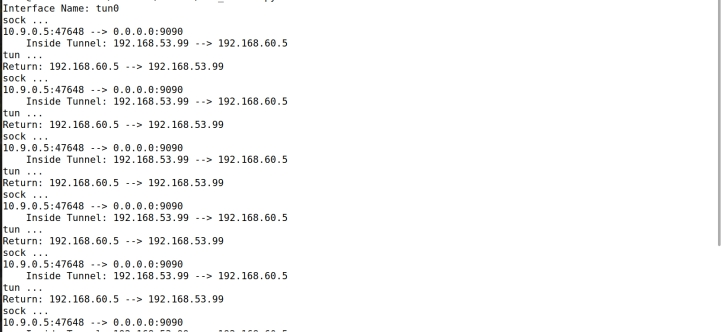 Interface Name: tun0
sock ...
10.9.0.5:47648 --> 0.0.0.0:9090
    Inside Tunnel: 192.168.53.99 --> 192.168.60.5
tun ...
Return: 192.168.60.5 --> 192.168.53.99
sock ...
10.9.0.5:47648 --> 0.0.0.0:9090
    Inside Tunnel: 192.168.53.99 --> 192.168.60.5
tun ...
Return: 192.168.60.5 --> 192.168.53.99
sock ...
10.9.0.5:47648 --> 0.0.0.0:9090
    Inside Tunnel: 192.168.53.99 --> 192.168.60.5
tun ...
Return: 192.168.60.5 --> 192.168.53.99
sock ...
10.9.0.5:47648 --> 0.0.0.0:9090
    Inside Tunnel: 192.168.53.99 --> 192.168.60.5
tun ...
Return: 192.168.60.5 --> 192.168.53.99
sock ...
10.9.0.5:47648 --> 0.0.0.0:9090
    Inside Tunnel: 192.168.53.99 --> 192.168.60.5
tun ...
Return: 192.168.60.5 --> 192.168.53.99
sock ...
10.9.0.5:47648 --> 0.0.0.0:9090